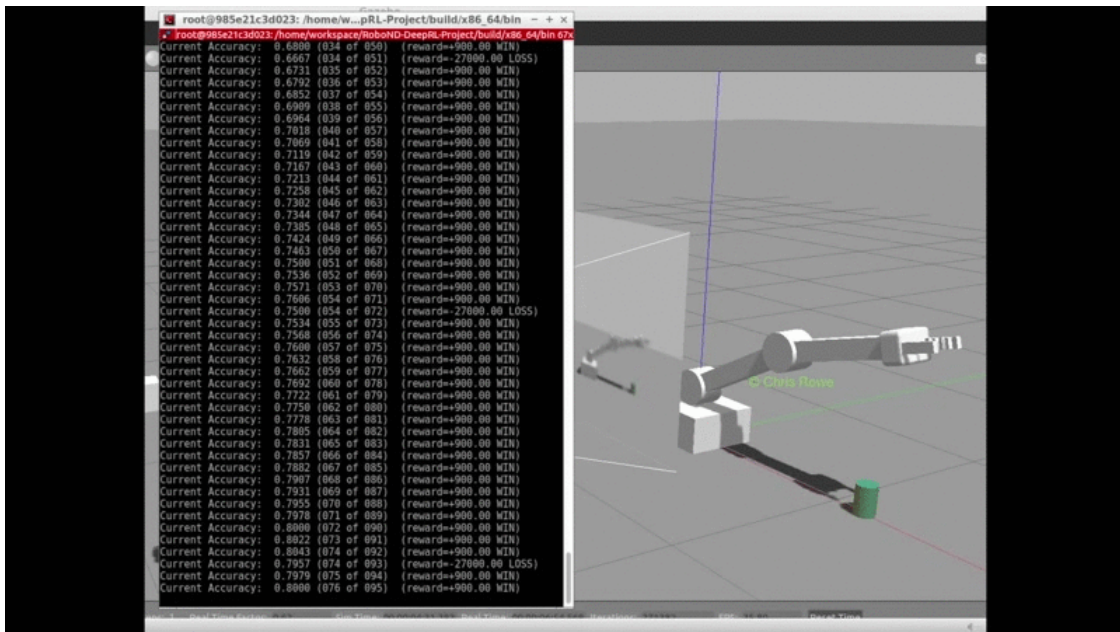 root@985e21c3d023: /home/w...pRL-Project/build/x86_64/bin
root@985e21c3d023: /home/workspace/RoboND-DeepRL-Project/build/x86_64/bin 67x
Current Accuracy: 0.6800 (034 of 050) (reward=+900.00 WIN)
Current Accuracy: 0.6667 (034 of 051) (reward=-27000.00 LOSS)
Current Accuracy: 0.6731 (035 of 052) (reward=+900.00 WIN)
Current Accuracy: 0.6792 (036 of 053) (reward=+900.00 WIN)
Current Accuracy: 0.6852 (037 of 054) (reward=+900.00 WIN)
Current Accuracy: 0.6909 (038 of 055) (reward=+900.00 WIN)
Current Accuracy: 0.6964 (039 of 056) (reward=+900.00 WIN)
Current Accuracy: 0.7018 (040 of 057) (reward=+900.00 WIN)
Current Accuracy: 0.7069 (041 of 058) (reward=+900.00 WIN)
Current Accuracy: 0.7119 (042 of 059) (reward=+900.00 WIN)
Current Accuracy: 0.7167 (043 of 060) (reward=+900.00 WIN)
Current Accuracy: 0.7213 (044 of 061) (reward=+900.00 WIN)
Current Accuracy: 0.7258 (045 of 062) (reward=+900.00 WIN)
Current Accuracy: 0.7302 (046 of 063) (reward=+900.00 WIN)
Current Accuracy: 0.7344 (047 of 064) (reward=+900.00 WIN)
Current Accuracy: 0.7385 (048 of 065) (reward=+900.00 WIN)
Current Accuracy: 0.7424 (049 of 066) (reward=+900.00 WIN)
Current Accuracy: 0.7463 (050 of 067) (reward=+900.00 WIN)
Current Accuracy: 0.7500 (051 of 068) (reward=+900.00 WIN)
Current Accuracy: 0.7536 (052 of 069) (reward=+900.00 WIN)
Current Accuracy: 0.7571 (053 of 070) (reward=+900.00 WIN)
Current Accuracy: 0.7606 (054 of 071) (reward=+900.00 WIN)
Current Accuracy: 0.7500 (054 of 072) (reward=-27000.00 LOSS)
Current Accuracy: 0.7534 (055 of 073) (reward=+900.00 WIN)
Current Accuracy: 0.7568 (056 of 074) (reward=+900.00 WIN)
Current Accuracy: 0.7600 (057 of 075) (reward=+900.00 WIN)
Current Accuracy: 0.7632 (058 of 076) (reward=+900.00 WIN)
Current Accuracy: 0.7662 (059 of 077) (reward=+900.00 WIN)
Current Accuracy: 0.7692 (060 of 078) (reward=+900.00 WIN)
Current Accuracy: 0.7722 (061 of 079) (reward=+900.00 WIN)
Current Accuracy: 0.7750 (062 of 080) (reward=+900.00 WIN)
Current Accuracy: 0.7778 (063 of 081) (reward=+900.00 WIN)
Current Accuracy: 0.7805 (064 of 082) (reward=+900.00 WIN)
Current Accuracy: 0.7831 (065 of 083) (reward=+900.00 WIN)
Current Accuracy: 0.7857 (066 of 084) (reward=+900.00 WIN)
Current Accuracy: 0.7882 (067 of 085) (reward=+900.00 WIN)
Current Accuracy: 0.7907 (068 of 086) (reward=+900.00 WIN)
Current Accuracy: 0.7931 (069 of 087) (reward=+900.00 WIN)
Current Accuracy: 0.7955 (070 of 088) (reward=+900.00 WIN)
Current Accuracy: 0.7978 (071 of 089) (reward=+900.00 WIN)
Current Accuracy: 0.8000 (072 of 090) (reward=+900.00 WIN)
Current Accuracy: 0.8022 (073 of 091) (reward=+900.00 WIN)
Current Accuracy: 0.8043 (074 of 092) (reward=+900.00 WIN)
Current Accuracy: 0.7957 (074 of 093) (reward=-27000.00 LOSS)
Current Accuracy: 0.7979 (075 of 094) (reward=+900.00 WIN)
Current Accuracy: 0.8000 (076 of 095) (reward=+900.00 WIN)
© Chris Rowe
Reset Time